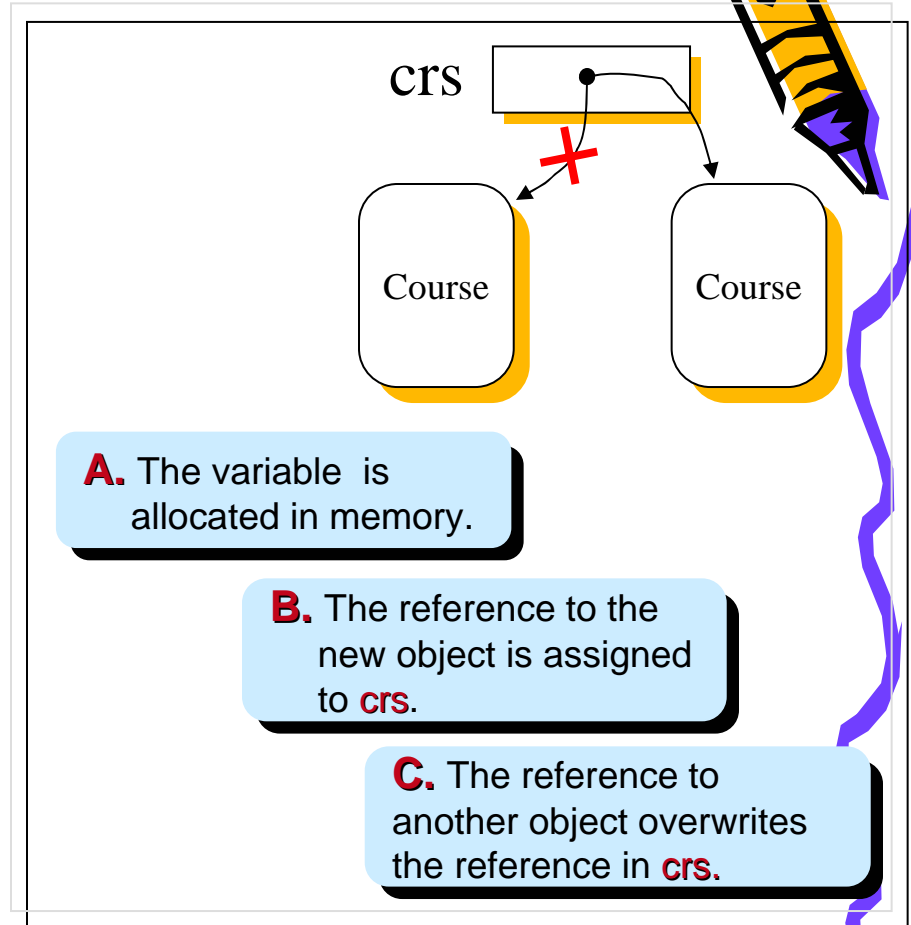 crs
Course Course
A. The variable is
allocated in memory.
B. The reference to the
new object is assigned
to crs.
C. The reference to
another object overwrites
the reference in crs.